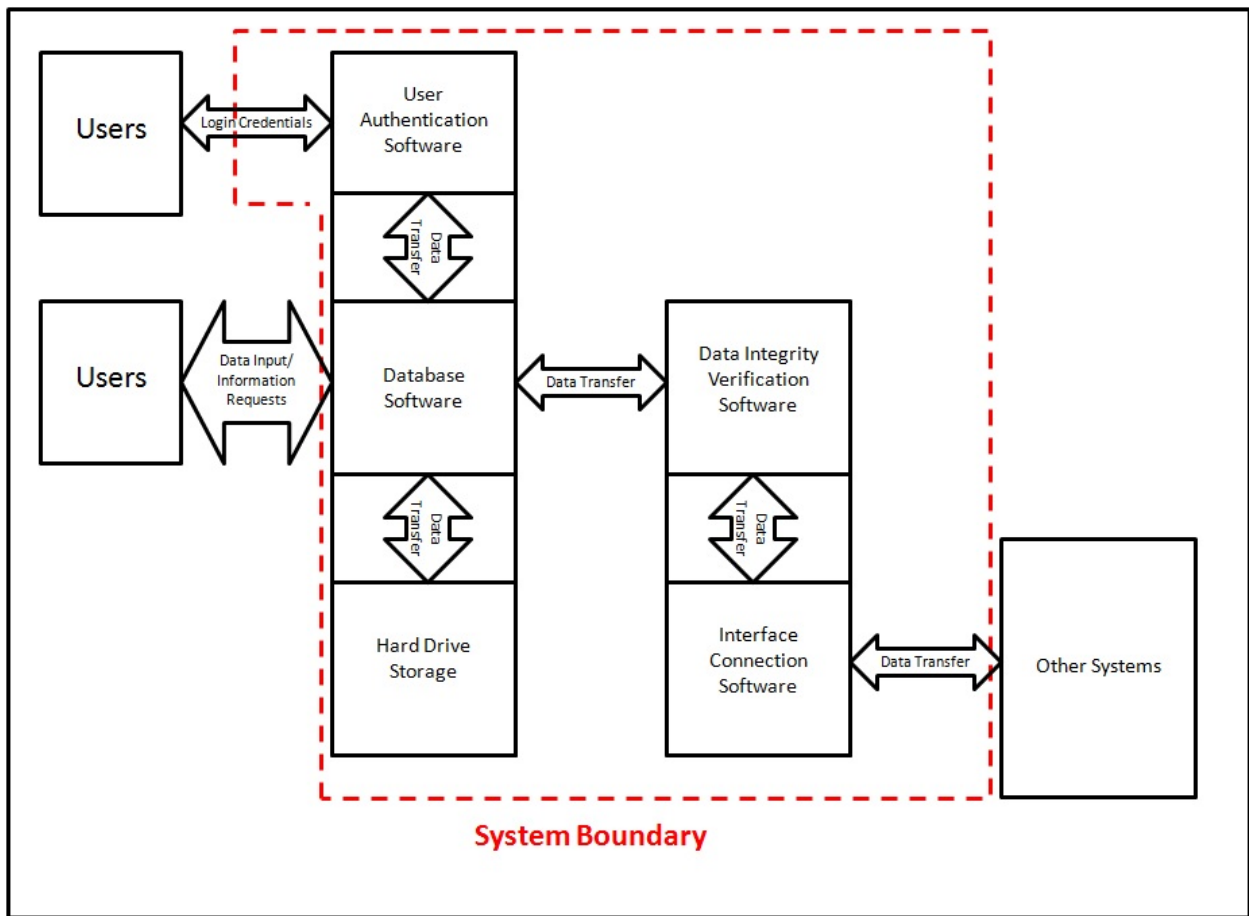 Users
Login Credentials
User
Authentication
Software
Data
Transfer
Users
Data Input/
Information
Requests
Database
Software
Data Transfer
Data Integrity
Verification
Software
Data
Transfer
Data
Transfer
Hard Drive
Storage
Interface
Connection
Software
Data Transfer
Other Systems
System Boundary